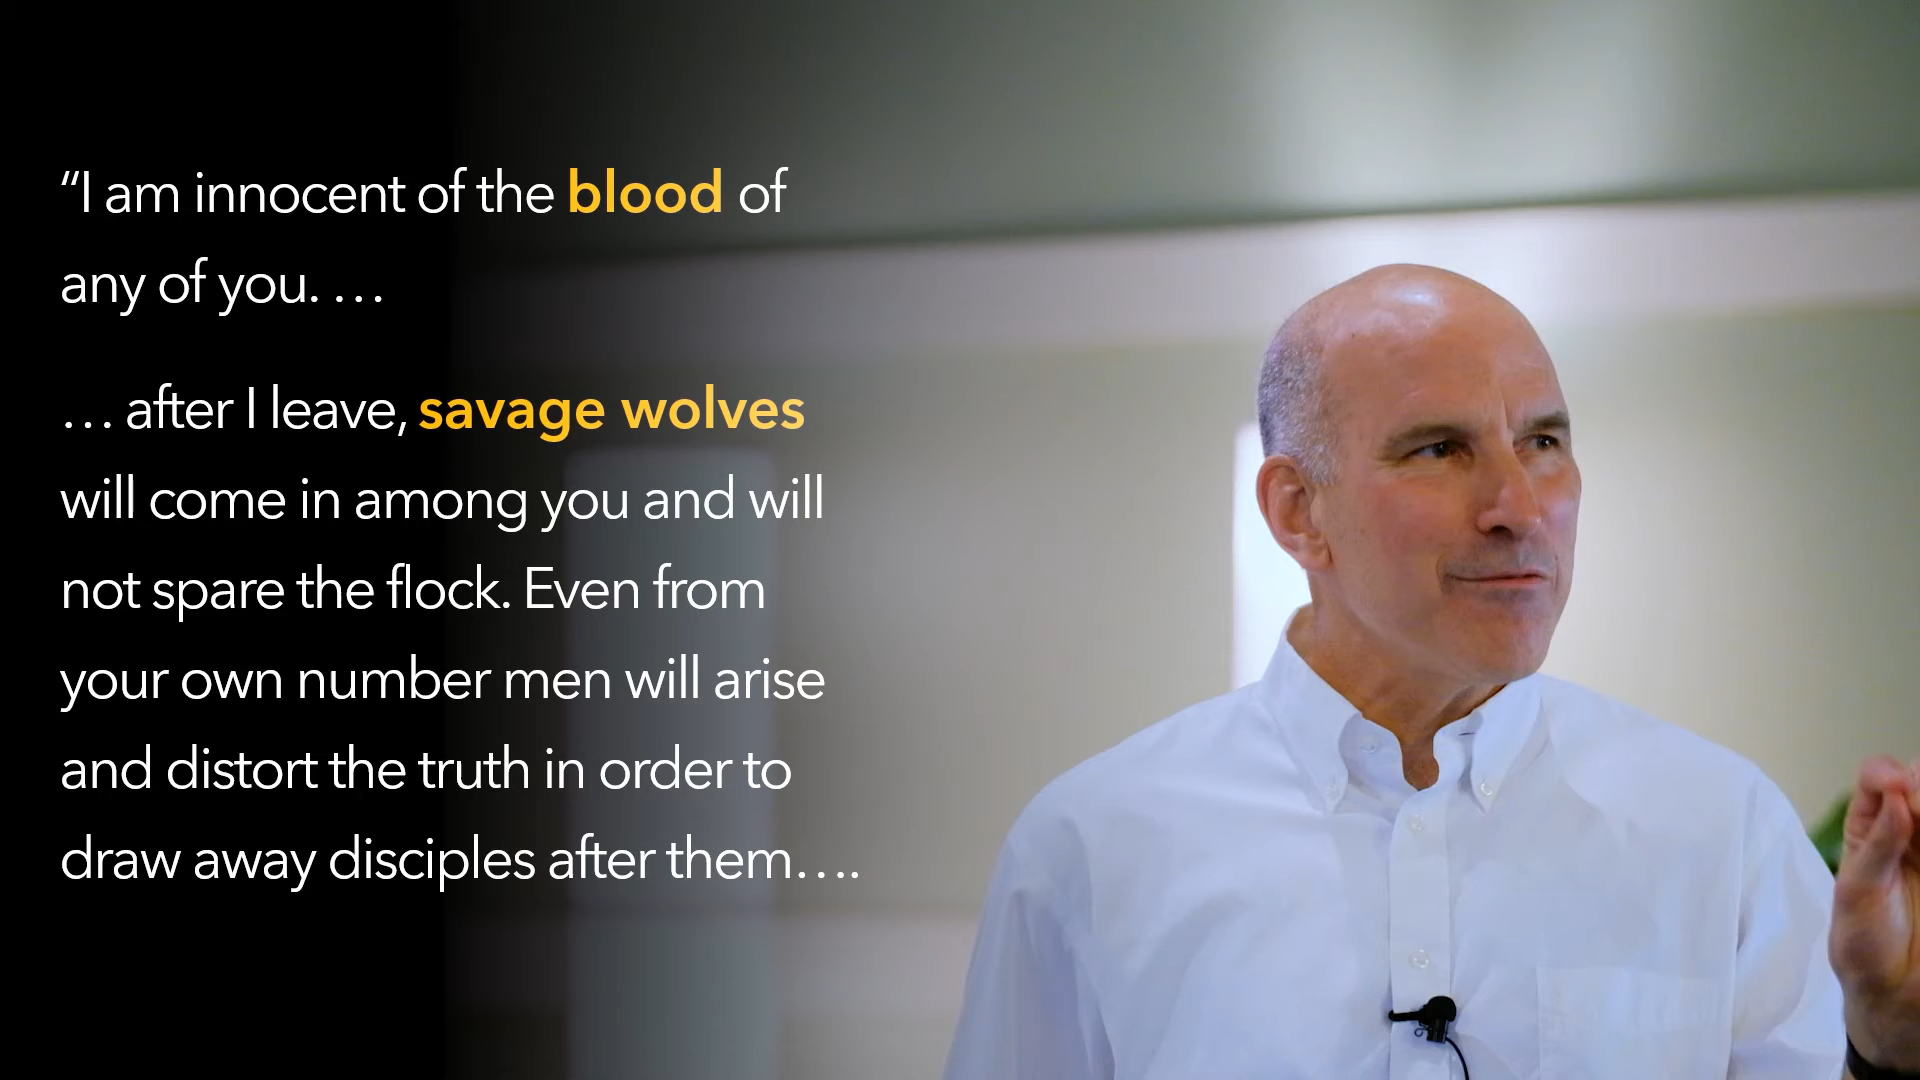 “I am innocent of the blood of
any of you. …
… after I leave, savage wolves
will come in among you and will
not spare the flock. Even from
your own number men will arise
and distort the truth in order to
draw away disciples after them….